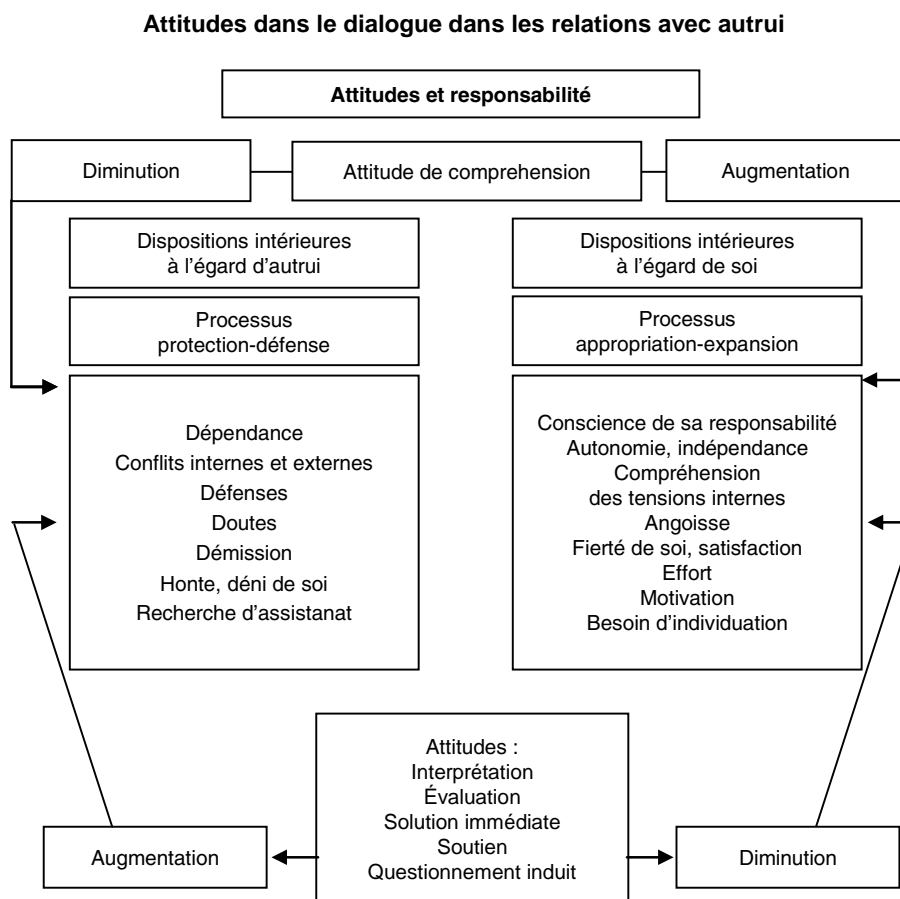 Attitudes dans le dialogue dans les relations avec autrui
Attitudes et responsabilité
Diminution
Attitude de comprehension
Augmentation
Dispositions intérieures
à l’égard d’autrui
Dispositions intérieures
à l’égard de soi
Processus
protection-défense
Processus
appropriation-expansion
Dépendance
Conflits internes et externes
Défenses
Doutes
Démission
Honte, déni de soi
Recherche d’assistanat
Conscience de sa responsabilité
Autonomie, indépendance
Compréhension
des tensions internes
Angoisse
Fierté de soi, satisfaction
Effort
Motivation
Besoin d’individuation
Attitudes :
Interprétation
Évaluation
Solution immédiate
Soutien
Questionnement induit
Augmentation
Diminution